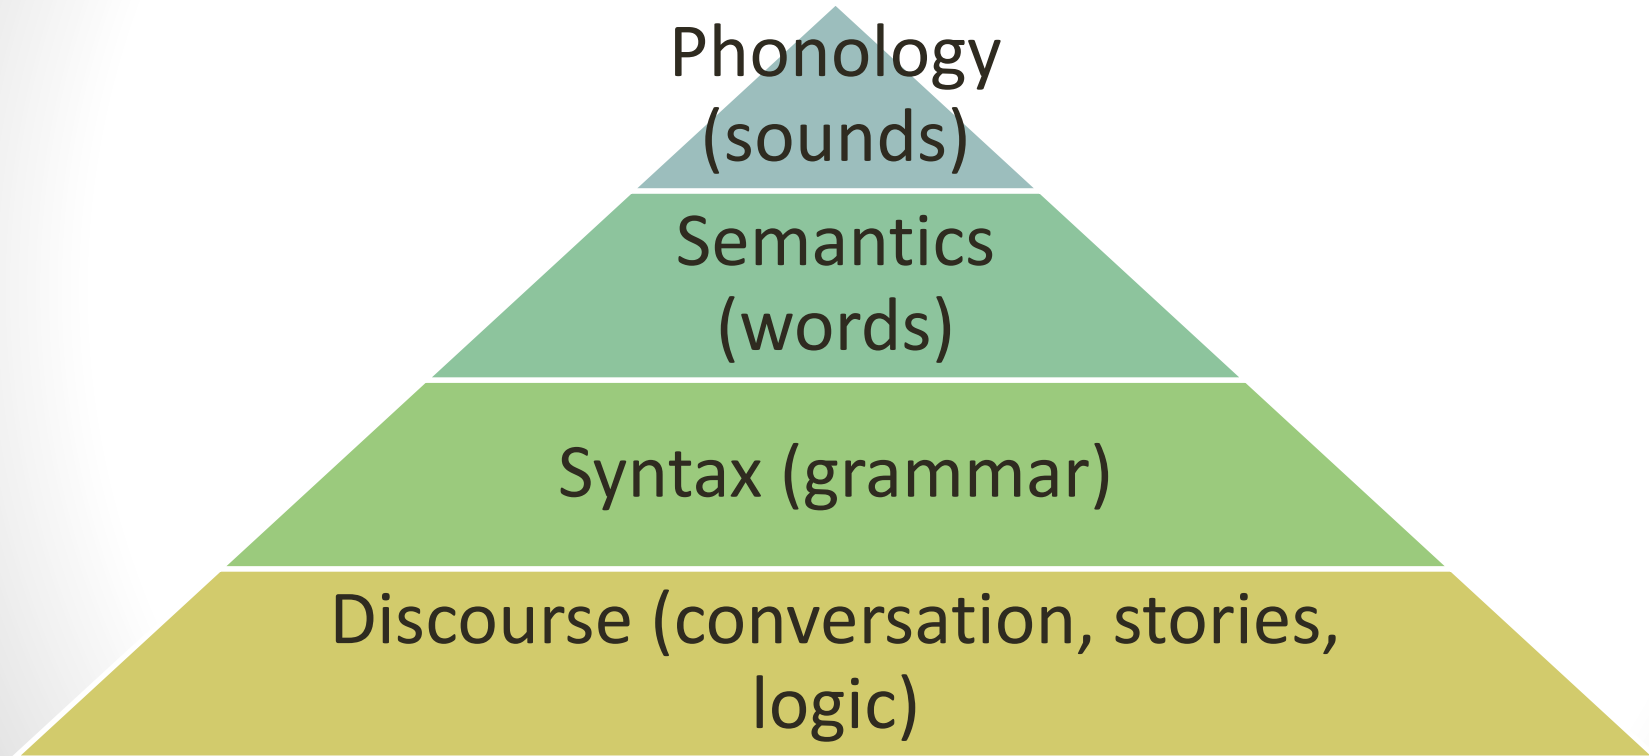 Phonology
(sounds)
Semantics
(words)
Syntax (grammar)
Discourse (conversation, stories,
logic)